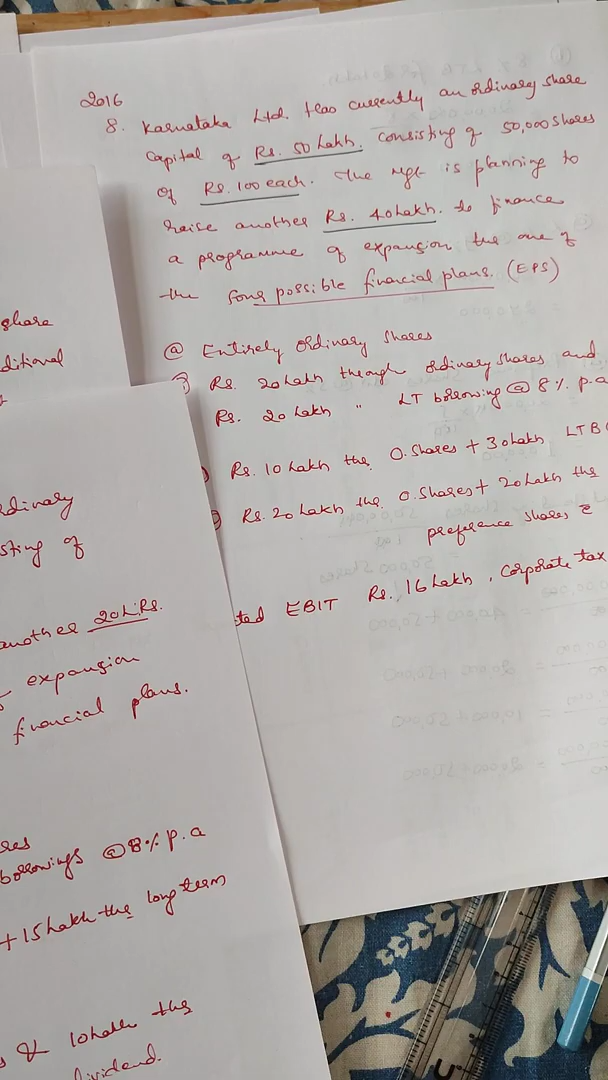 2016
8. Karnataka Ltd. Has currently an ordinary share
Capital of Rs. 50 Lakh. Consisting of 50,000 Shares
of Rs. 100 each. The Mgt is planning to
raise another Rs. 40 Lakh. to finance
a programme of expansion the one of
the four possible financial plans. (EPS)
(a) Entirely Ordinary Shares
Rs. 20 Lakh through ordinary shares and
Rs. 20 Lakh " LT borrowing @ 8 % p.a
Rs. 10 Lakh the O. Shares + 30 Lakh LTB
Rs. 20 Lakh the O. Shares + 20 Lakh the
preference shares
ted EBIT Rs. 16 Lakh, Corporate tax
share
ditional
rdinary
sting of
another 20 L. Rs.
expansion
financial plans.
res
borrowings @ 8 % p.a
+ 15 Lakh the long term
& 10 Lakh the
dividend.